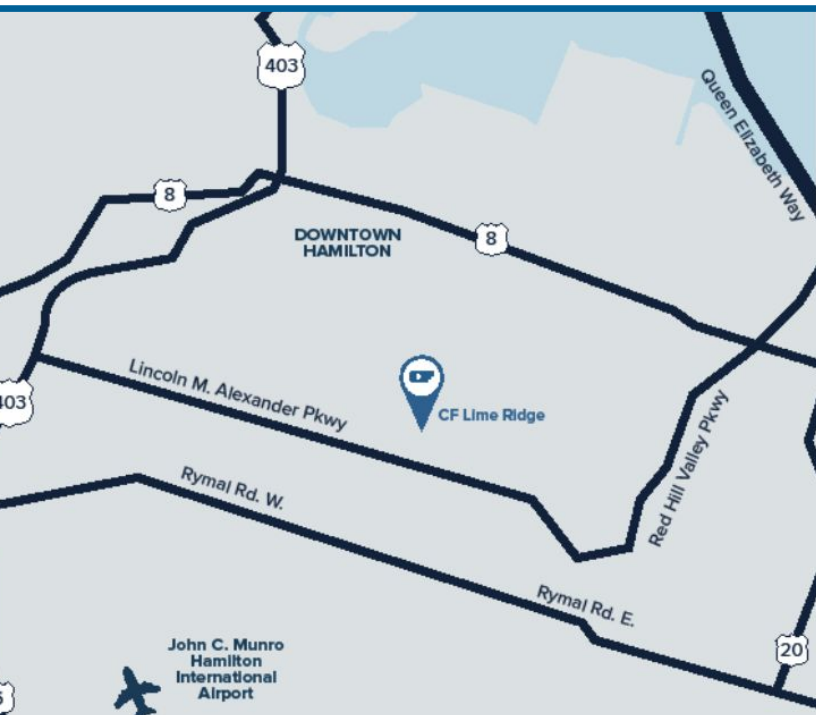 403
Queen Elizabeth Way
8
DOWNTOWN
HAMILTON
8
Lincoln M. Alexander Pkwy
CF Lime Ridge
403
Red Hill Valley Pkwy
Rymal Rd. W.
Rymal Rd. E.
John C. Munro
Hamilton
International
Airport
20